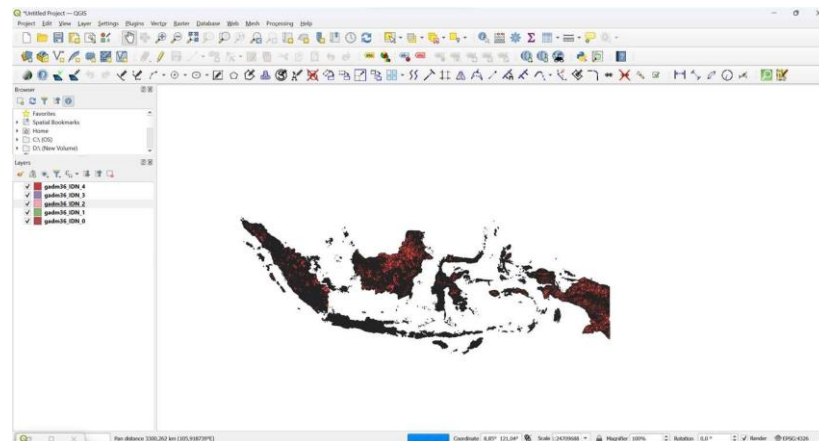 *Untitled Project — QGIS
Project Edit View Layer Settings Plugins Vector Raster Database Web Mesh Processing Help
Browser
Favorites
Spatial Bookmarks
Home
C:\ (OS)
D:\ (New Volume)
Layers
gadm36_IDN_4
gadm36_IDN_3
gadm36_IDN_2
gadm36_IDN_1
gadm36_IDN_0
Coordinate
Scale
Magnifier 100% Rotation 0,0 ° Render EPSG:4326